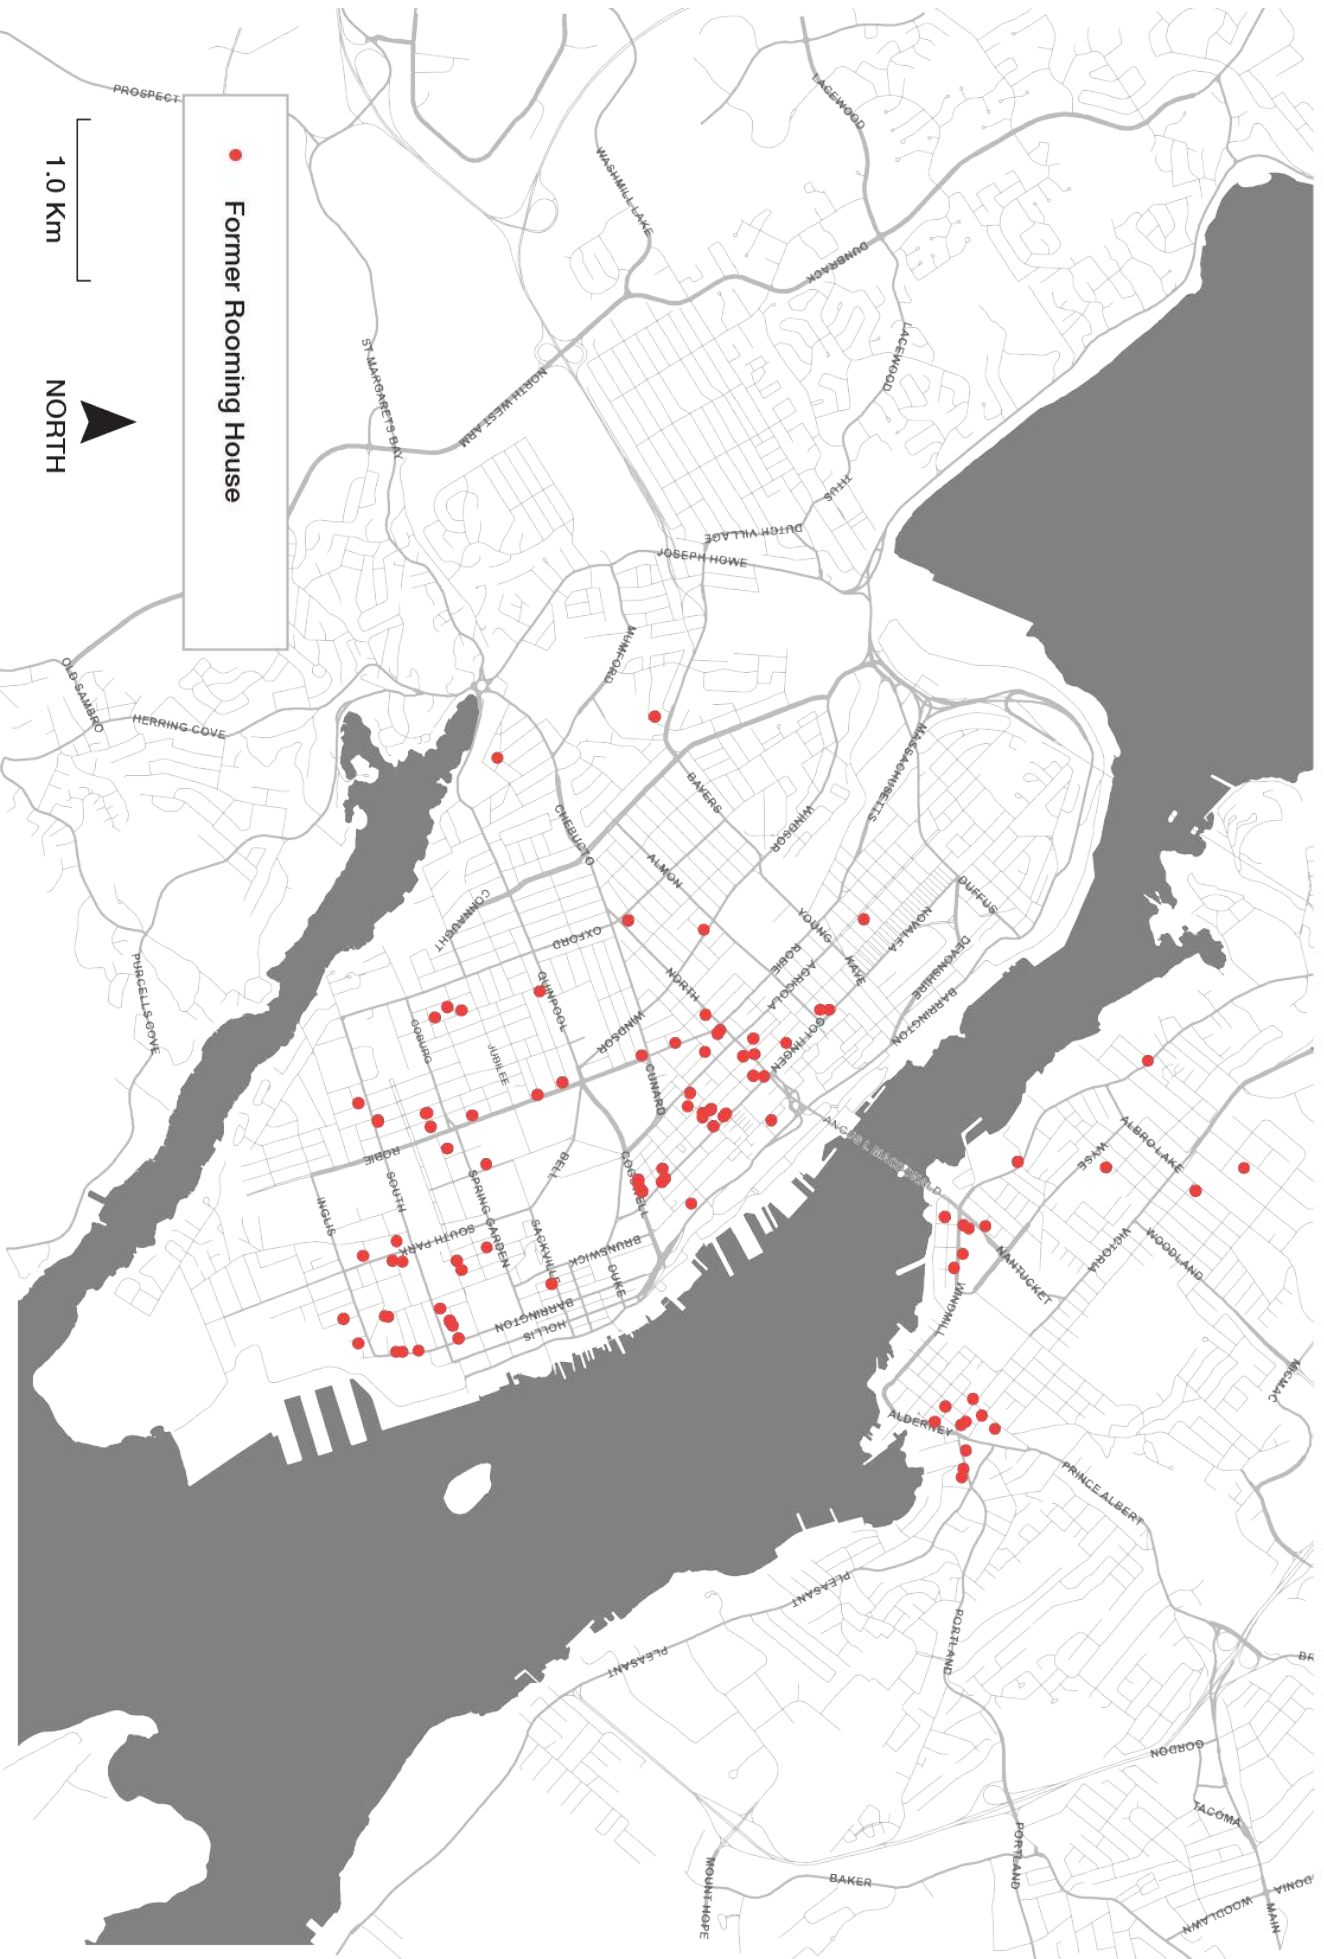 PROSPECT
LACEWOOD
WASHMILL LAKE
DUNBRACK
LACEWOOD
ST MARGARETS BAY
NORTH WEST ARM
TITUS
DUTCH VILLAGE
JOSEPH HOWE
MUMFORD
OLD SAMBRO
HERRING COVE
PURCELLS COVE
BAYERS
WINDSOR
MASSACHUSETTS
CHEBUCTO
ALMON
CONNAUGHT
OXFORD
YOUNG
DUFFUS
NOVALEA
DEVONSHIRE
KAYE
ROBIE
AGRICOLA
BARRINGTON
NORTH
QUINPOOL
WINDSOR
GOTTINGEN
COBURG
JUBILEE
CUNARD
ANGUS L MACDONALD
ALBRO LAKE
WYSE
ROBIE
BELL
COGSWELL
SOUTH
INGLIS
SPRING GARDEN
SOUTH PARK
SACKVILLE
BRUNSWICK
DUKE
BARRINGTON
HOLLIS
WOODLAND
VICTORIA
NANTUCKET
WINDMILL
MICMAC
ALDERNEY
PRINCE ALBERT
PLEASANT
PLEASANT
PORTLAND
BR
GORDON
TACOMA
PORTLAND
MOUNT HOPE
BAKER
WOODLAWN
MAIN
DONIA
Former Rooming House
1.0 Km
NORTH